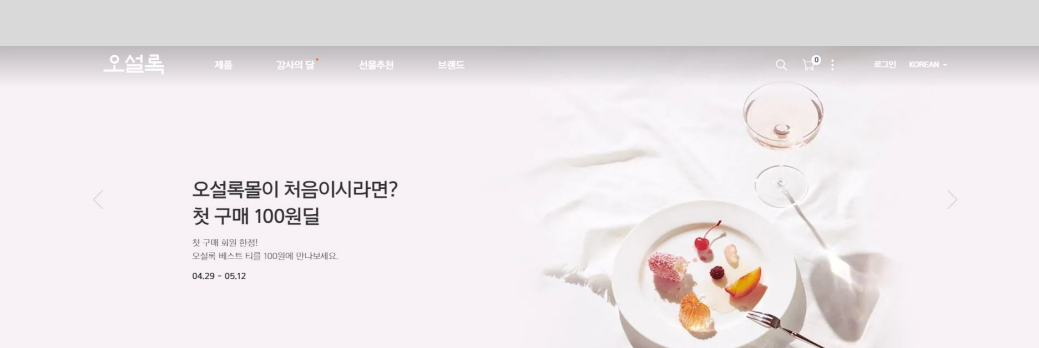 오설록
제품
감사의 달
선물추천
브랜드
0
로그인
KOREAN
오설록몰이 처음이시라면?
첫 구매 100원딜
첫 구매 회원 한정!
오설록 베스트 티를 100원에 만나보세요.
04.29 - 05.12